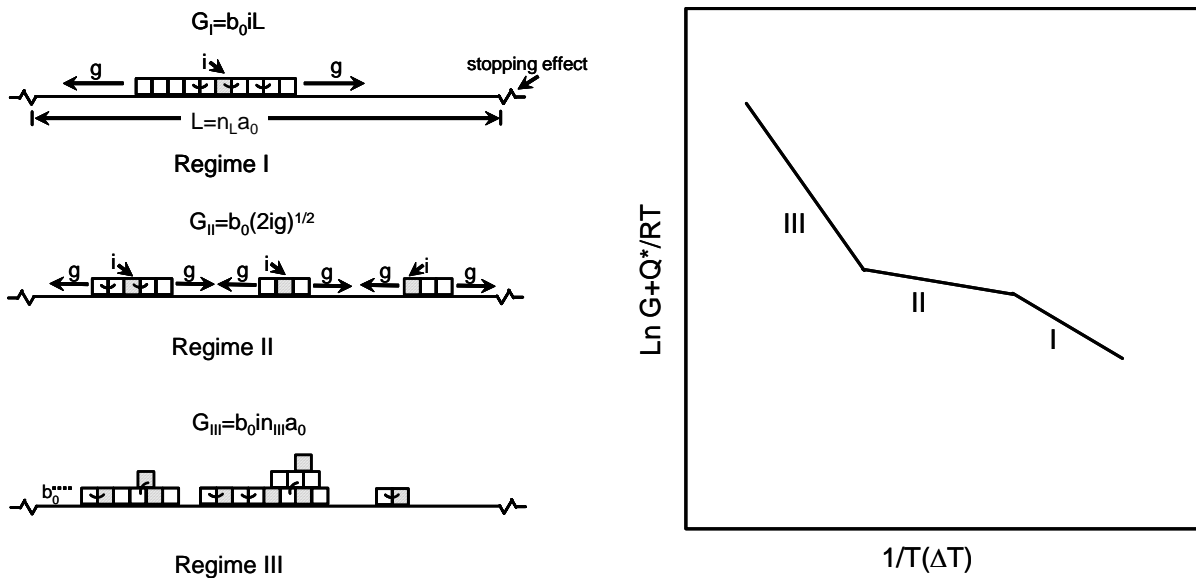 G_I=b_0iL
g i g stopping effect
L=n_La_0
Regime I
G_II=b_0(2ig)^1/2
g i g g i g g i g
Regime II
G_III=b_0in_IIIa_0
b_0
Regime III
Ln G+Q*/RT
III
II
I
1/T(ΔT)